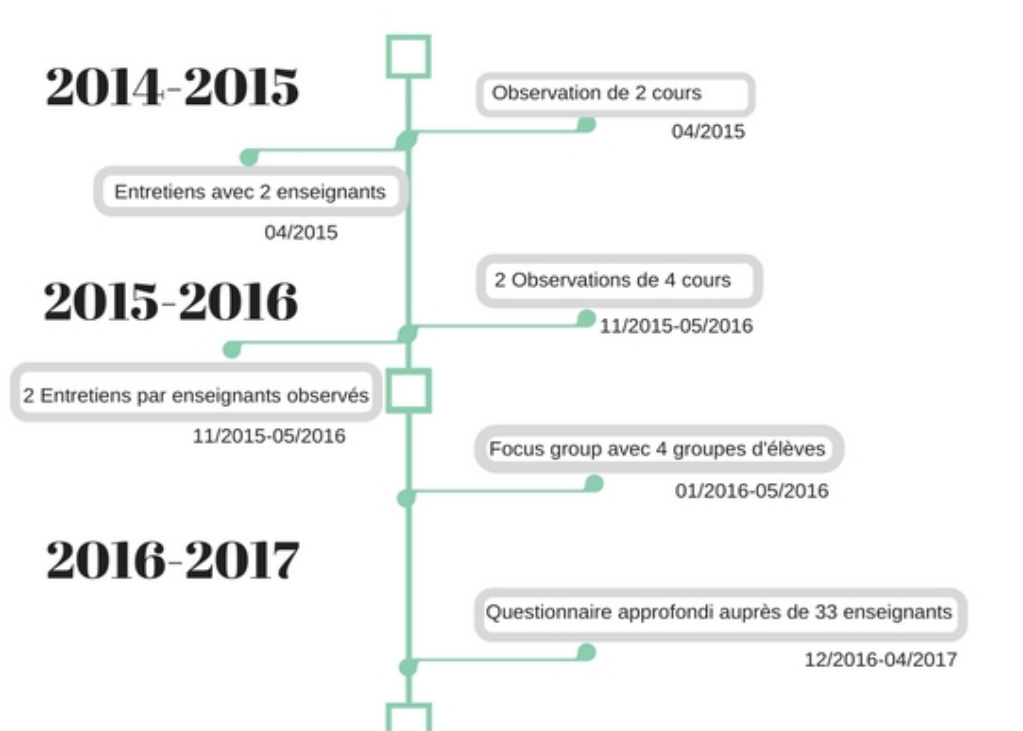 2014-2015
Observation de 2 cours
04/2015
Entretiens avec 2 enseignants
04/2015
2015-2016
2 Observations de 4 cours
11/2015-05/2016
2 Entretiens par enseignants observés
11/2015-05/2016
Focus group avec 4 groupes d'élèves
01/2016-05/2016
2016-2017
Questionnaire approfondi auprès de 33 enseignants
12/2016-04/2017